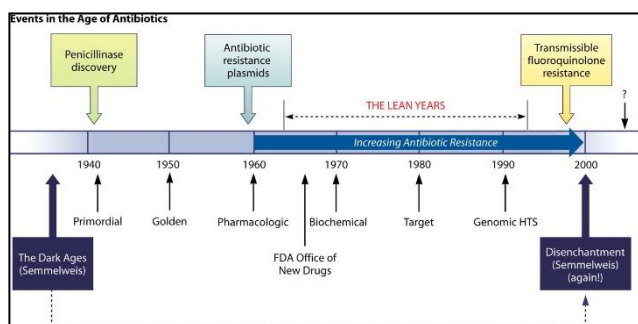 Events in the Age of Antibiotics
Penicillinase
discovery
Antibiotic
resistance
plasmids
Transmissible
fluoroquinolone
resistance
?
THE LEAN YEARS
Increasing Antibiotic Resistance
1940
1950
1960
1970
1980
1990
2000
Primordial
Golden
Pharmacologic
Biochemical
Target
Genomic HTS
FDA Office of
New Drugs
The Dark Ages
(Semmelweis)
Disenchantment
(Semmelweis)
(again!)